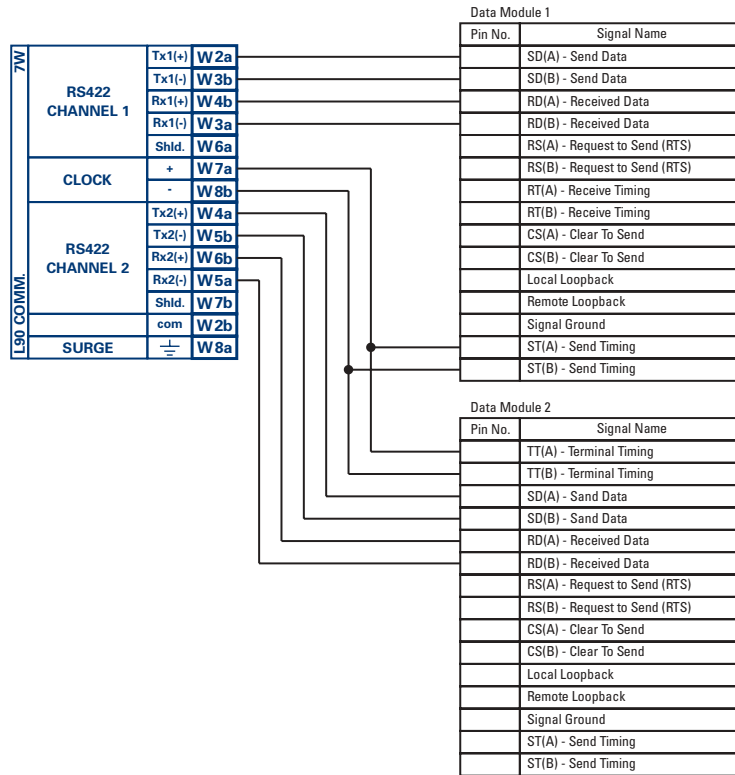 Data Module 1
Pin No. Signal Name
7W
L90 COMM.
RS422
CHANNEL 1
Tx1(+) W2a
Tx1(-) W3b
Rx1(+) W4b
Rx1(-) W3a
Shld. W6a
CLOCK
+ W7a
- W8b
RS422
CHANNEL 2
Tx2(+) W4a
Tx2(-) W5b
Rx2(+) W6b
Rx2(-) W5a
Shld. W7b
com W2b
SURGE W8a
SD(A) - Send Data
SD(B) - Send Data
RD(A) - Received Data
RD(B) - Received Data
RS(A) - Request to Send (RTS)
RS(B) - Request to Send (RTS)
RT(A) - Receive Timing
RT(B) - Receive Timing
CS(A) - Clear To Send
CS(B) - Clear To Send
Local Loopback
Remote Loopback
Signal Ground
ST(A) - Send Timing
ST(B) - Send Timing
Data Module 2
Pin No. Signal Name
TT(A) - Terminal Timing
TT(B) - Terminal Timing
SD(A) - Sand Data
SD(B) - Sand Data
RD(A) - Received Data
RD(B) - Received Data
RS(A) - Request to Send (RTS)
RS(B) - Request to Send (RTS)
CS(A) - Clear To Send
CS(B) - Clear To Send
Local Loopback
Remote Loopback
Signal Ground
ST(A) - Send Timing
ST(B) - Send Timing